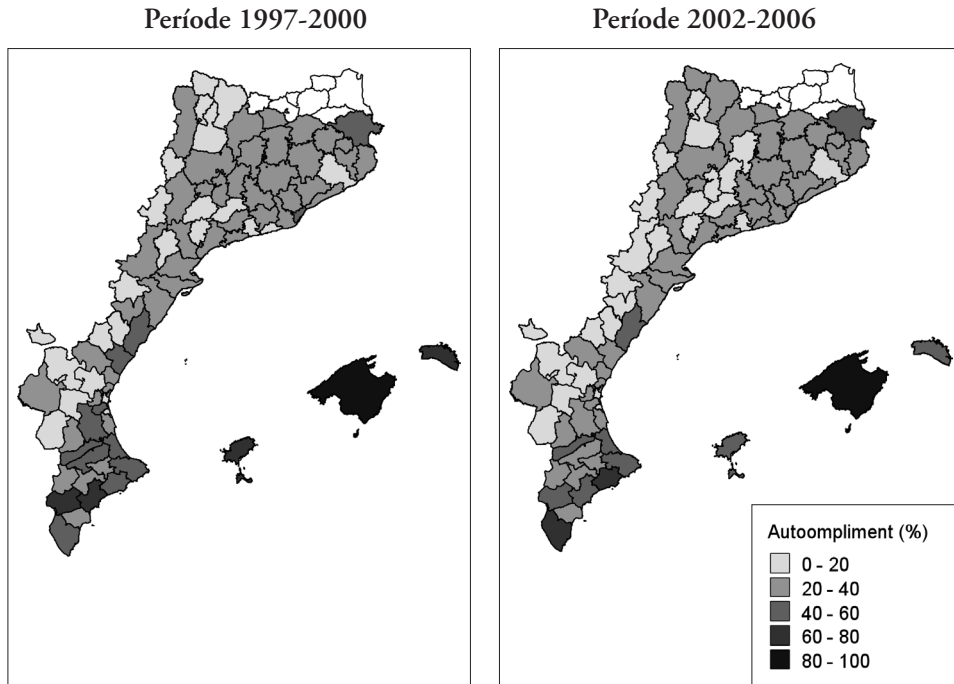 Període 1997-2000
Període 2002-2006
Autoompliment (%)
0 - 20
20 - 40
40 - 60
60 - 80
80 - 100